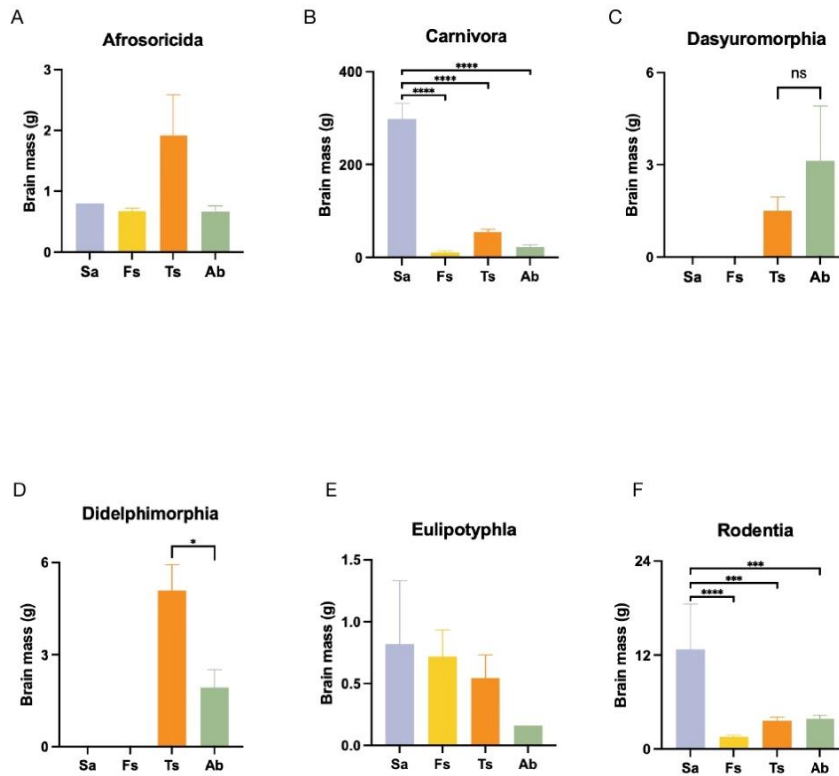 A
Afrosoricida
Brain mass (g)
3
2
1
0
Sa Fs Ts Ab
B
Carnivora
Brain mass (g)
400
200
0
****
****
****
Sa Fs Ts Ab
C
Dasyuromorphia
Brain mass (g)
6
3
0
ns
Sa Fs Ts Ab
D
Didelphimorphia
Brain mass (g)
6
4
2
0
*
Sa Fs Ts Ab
E
Eulipotyphla
Brain mass (g)
1.5
1.0
0.5
0.0
Sa Fs Ts Ab
F
Rodentia
Brain mass (g)
24
12
0
***
***
****
Sa Fs Ts Ab